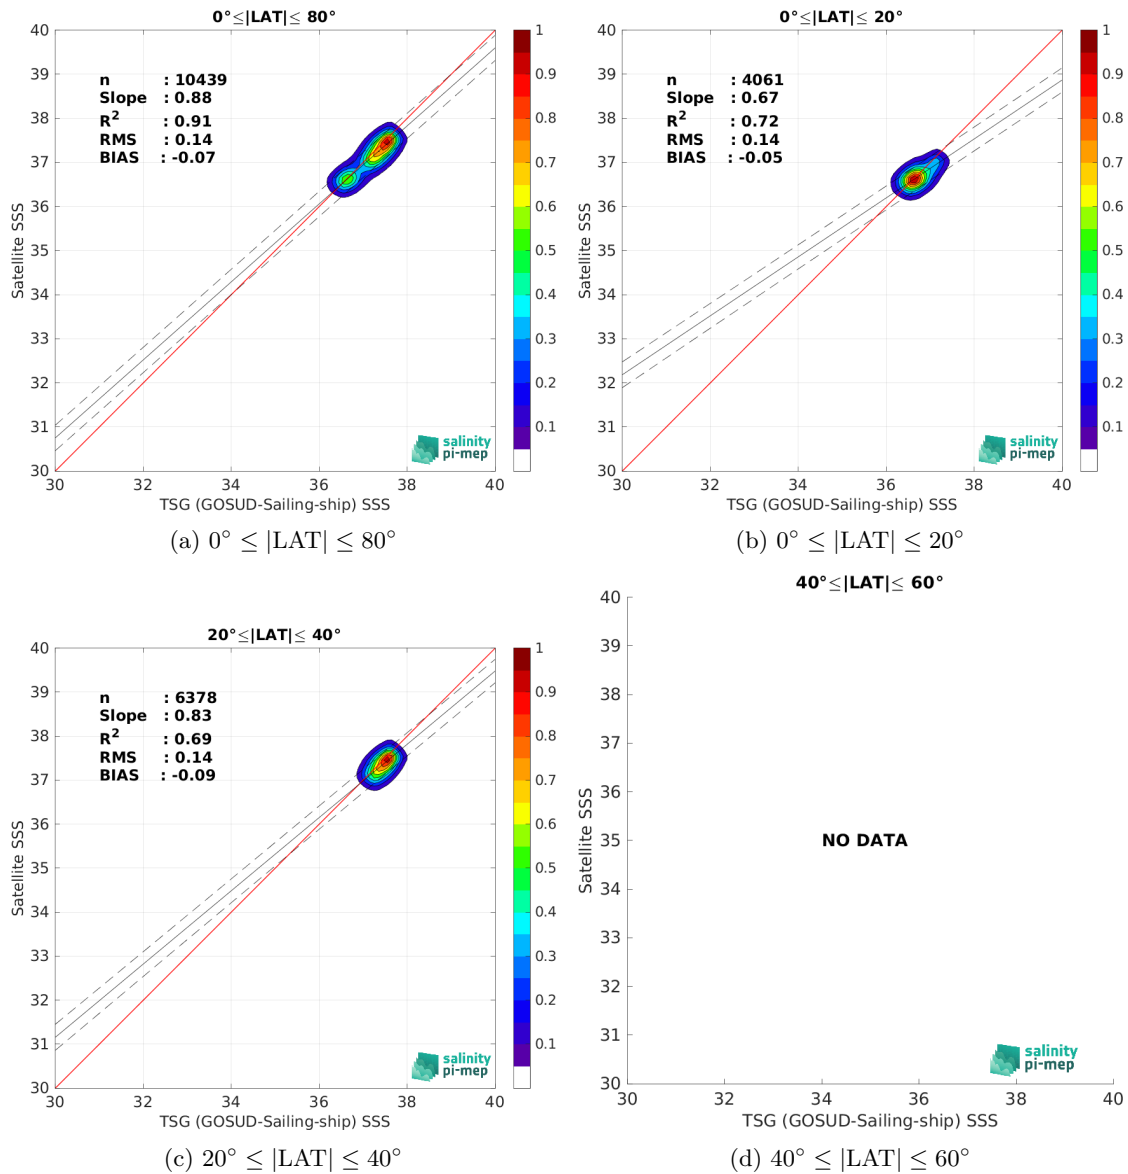 0°≤|LAT|≤ 80°
40
39
38
37
36
35
34
33
32
31
30
Satellite SSS
n : 10439
Slope : 0.88
R² : 0.91
RMS : 0.14
BIAS : -0.07
1
0.9
0.8
0.7
0.6
0.5
0.4
0.3
0.2
0.1
salinity
pi-mep
30 32 34 36 38 40
TSG (GOSUD-Sailing-ship) SSS
(a) 0° ≤ |LAT| ≤ 80°
0°≤|LAT|≤ 20°
40
39
38
37
36
35
34
33
32
31
30
Satellite SSS
n : 4061
Slope : 0.67
R² : 0.72
RMS : 0.14
BIAS : -0.05
1
0.9
0.8
0.7
0.6
0.5
0.4
0.3
0.2
0.1
salinity
pi-mep
30 32 34 36 38 40
TSG (GOSUD-Sailing-ship) SSS
(b) 0° ≤ |LAT| ≤ 20°
20°≤|LAT|≤ 40°
40
39
38
37
36
35
34
33
32
31
30
Satellite SSS
n : 6378
Slope : 0.83
R² : 0.69
RMS : 0.14
BIAS : -0.09
1
0.9
0.8
0.7
0.6
0.5
0.4
0.3
0.2
0.1
salinity
pi-mep
30 32 34 36 38 40
TSG (GOSUD-Sailing-ship) SSS
(c) 20° ≤ |LAT| ≤ 40°
40°≤|LAT|≤ 60°
40
39
38
37
36
35
34
33
32
31
30
Satellite SSS
NO DATA
salinity
pi-mep
30 32 34 36 38 40
TSG (GOSUD-Sailing-ship) SSS
(d) 40° ≤ |LAT| ≤ 60°